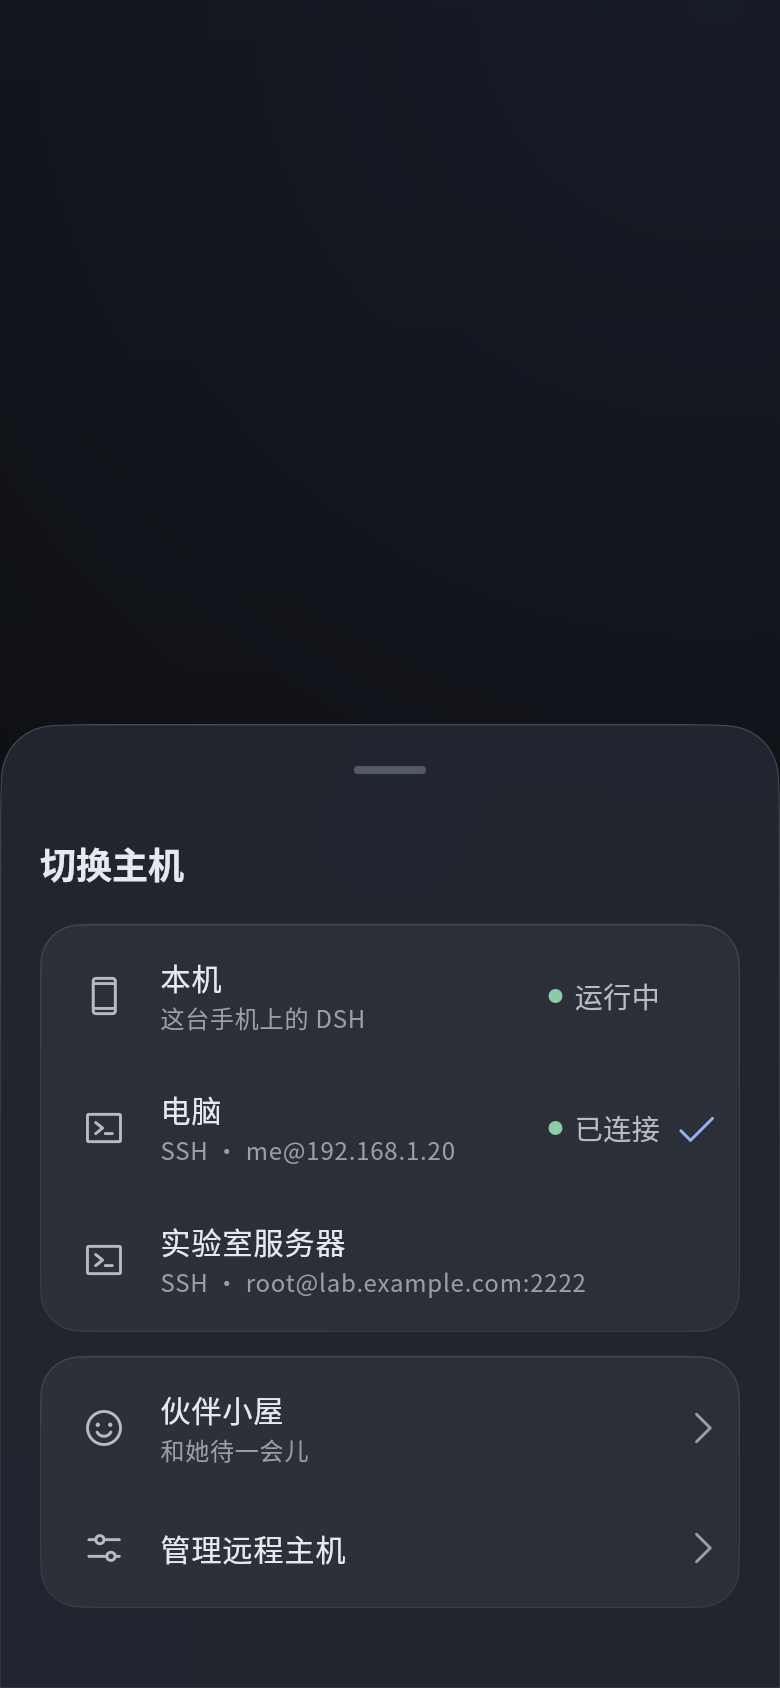 切换主机
本机
这台手机上的 DSH
运行中
电脑
SSH · me@192.168.1.20
已连接
实验室服务器
SSH · root@lab.example.com:2222
伙伴小屋
和她待一会儿
管理远程主机